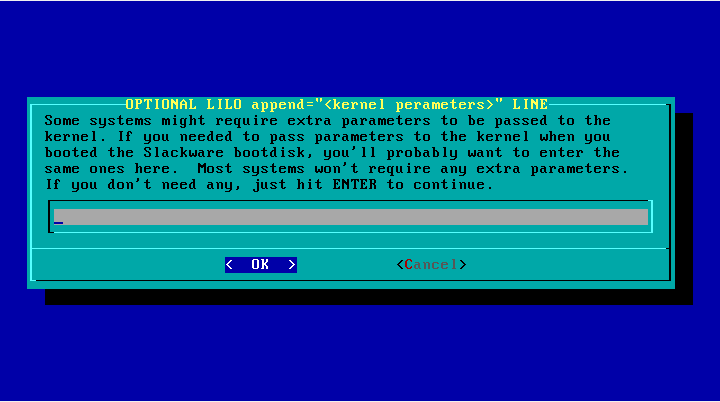 OPTIONAL LILO append="<kernel perameters>" LINE
Some systems might require extra parameters to be passed to the
kernel. If you needed to pass parameters to the kernel when you
booted the Slackware bootdisk, you'll probably want to enter the
same ones here.  Most systems won't require any extra parameters.
If you don't need any, just hit ENTER to continue.
<  OK  > <Cancel>